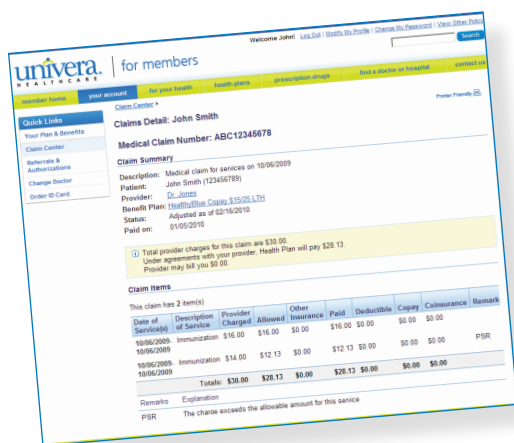 Welcome John! Log Out | Modify My Profile | Change My Password | View Other Policy
Search
univera.
HEALTHCARE
for members
member home your account for your health health plans prescription drugs find a doctor or hospital contact us
Quick Links
Your Plan & Benefits
Claim Center
Referrals &
Authorizations
Change Doctor
Order ID Card
Claim Center >
Printer Friendly
Claims Detail: John Smith
Medical Claim Number: ABC12345678
Claim Summary
Description: Medical claim for services on 10/06/2009
Patient: John Smith (123456789)
Provider: Dr. Jones
Benefit Plan: HealthyBlue Copay $15/25 LTH
Status: Adjusted as of 02/16/2010
Paid on: 01/05/2010
Total provider charges for this claim are $30.00.
Under agreements with your provider, Health Plan will pay $28.13.
Provider may bill you $0.00.
Claim Items
This claim has 2 item(s)
Date of Service(s) Description of Service Provider Charged Allowed Other Insurance Paid Deductible Copay Coinsurance Remark
10/06/2009-10/06/2009 Immunization $16.00 $16.00 $0.00 $16.00 $0.00 $0.00 $0.00
10/06/2009-10/06/2009 Immunization $14.00 $12.13 $0.00 $12.13 $0.00 $0.00 $0.00 PSR
Totals: $30.00 $28.13 $0.00 $28.13 $0.00 $0.00 $0.00
Remarks Explanation
PSR The charge exceeds the allowable amount for this service